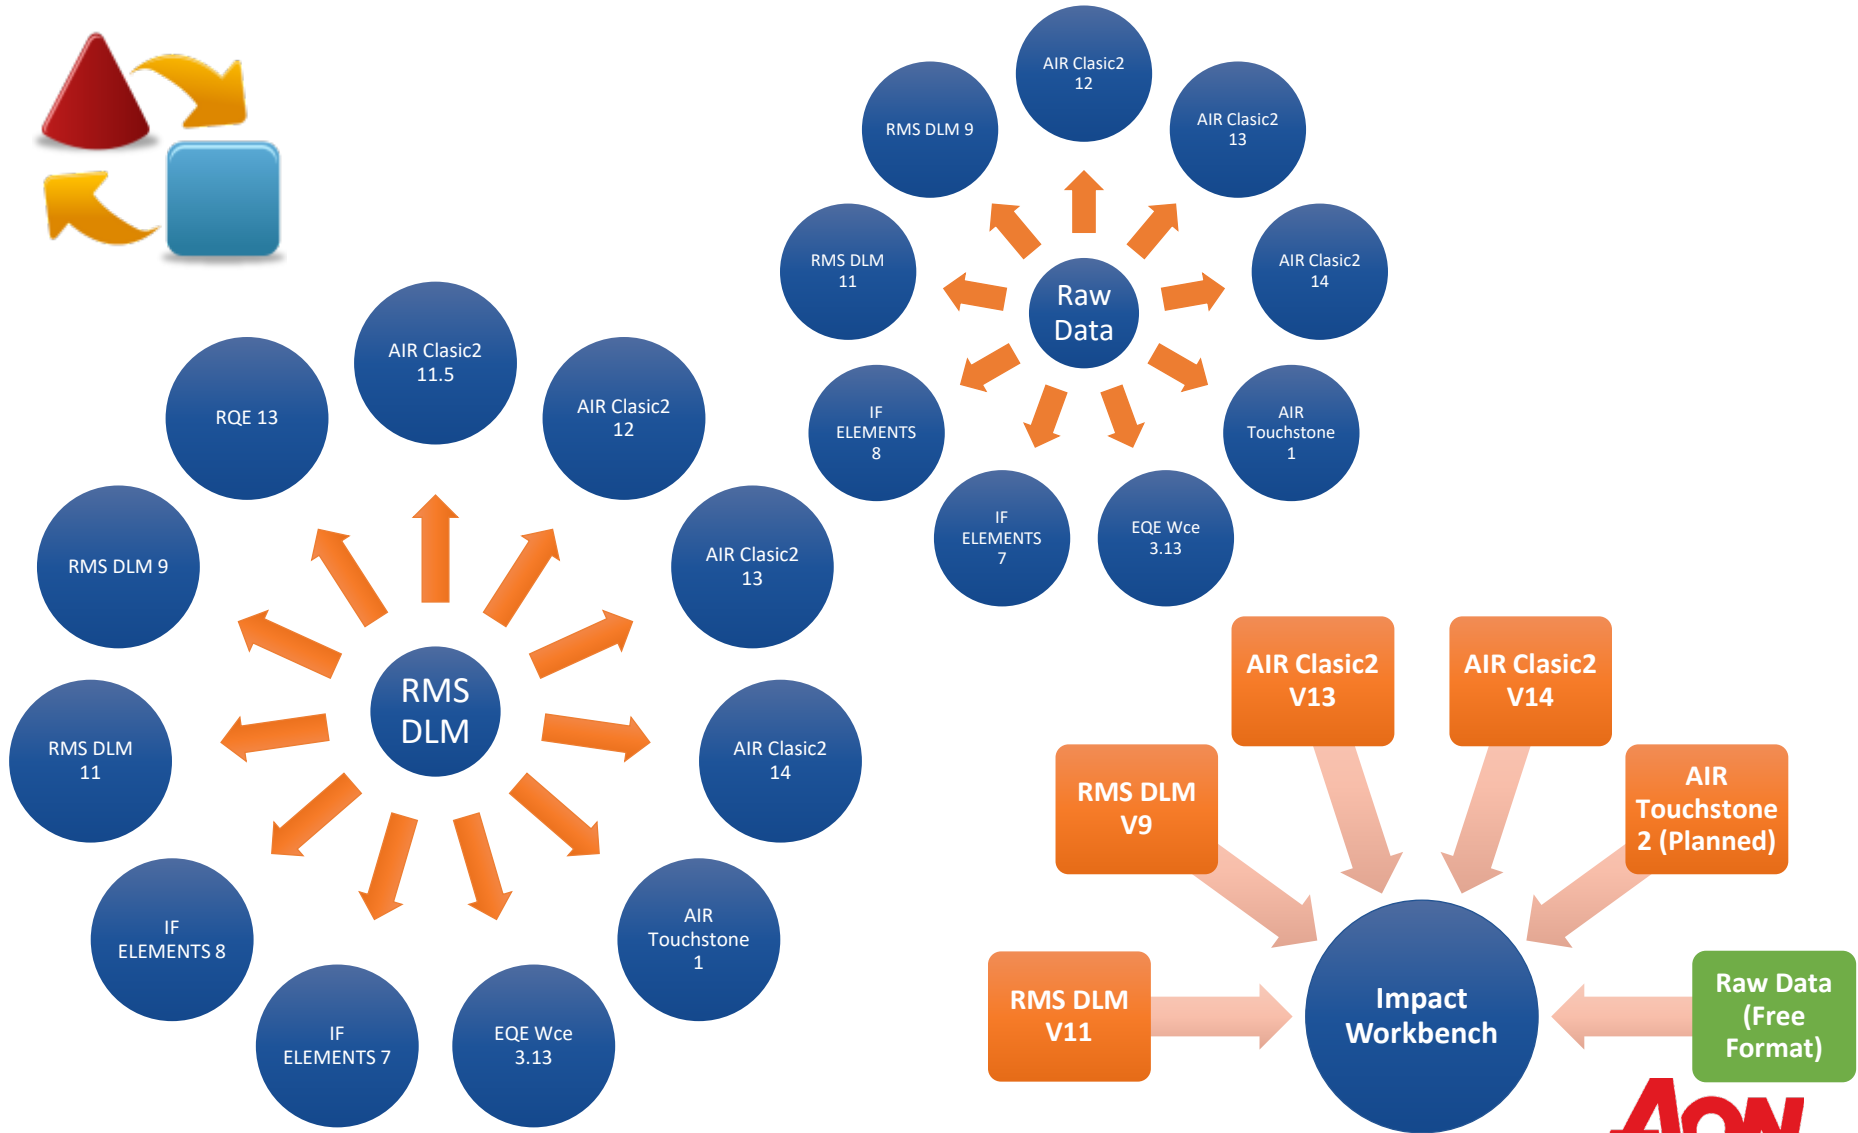 AIR Clasic2
12
AIR Clasic2
13
AIR Clasic2
14
AIR
Touchstone
1
EQE Wce
3.13
IF
ELEMENTS
7
IF
ELEMENTS
8
RMS DLM
11
RMS DLM 9
Raw
Data
AIR Clasic2
11.5
AIR Clasic2
12
AIR Clasic2
13
AIR Clasic2
14
AIR
Touchstone
1
EQE Wce
3.13
IF
ELEMENTS 7
IF
ELEMENTS 8
RMS DLM
11
RMS DLM 9
RQE 13
RMS
DLM
RMS DLM
V11
RMS DLM
V9
AIR Clasic2
V13
AIR Clasic2
V14
AIR
Touchstone
2 (Planned)
Raw Data
(Free
Format)
Impact
Workbench
AON